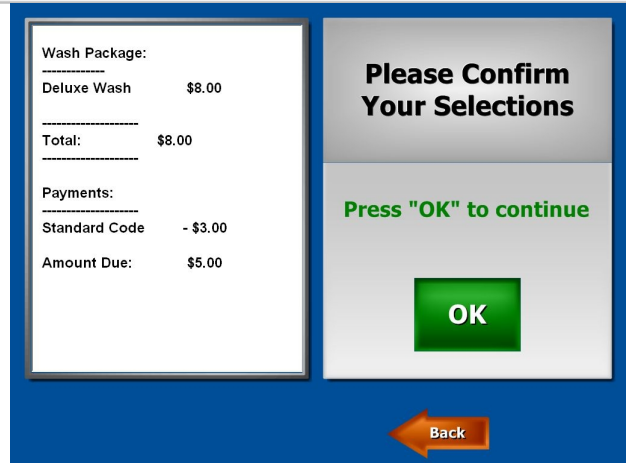 Wash Package:
-------------
Deluxe Wash $8.00
--------------------
Total: $8.00
--------------------
Payments:
--------------------
Standard Code - $3.00
Amount Due: $5.00
Please Confirm
Your Selections
Press "OK" to continue
OK
Back